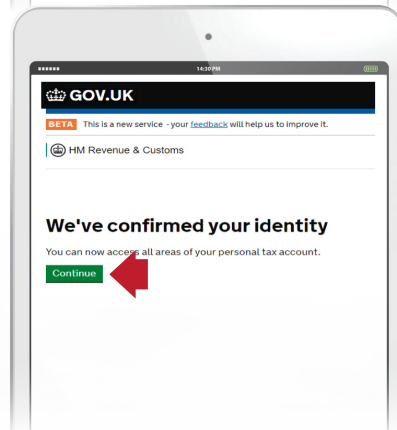 14:30 PM
GOV.UK
BETA This is a new service - your feedback will help us to improve it.
HM Revenue & Customs
We've confirmed your identity
You can now access all areas of your personal tax account.
Continue